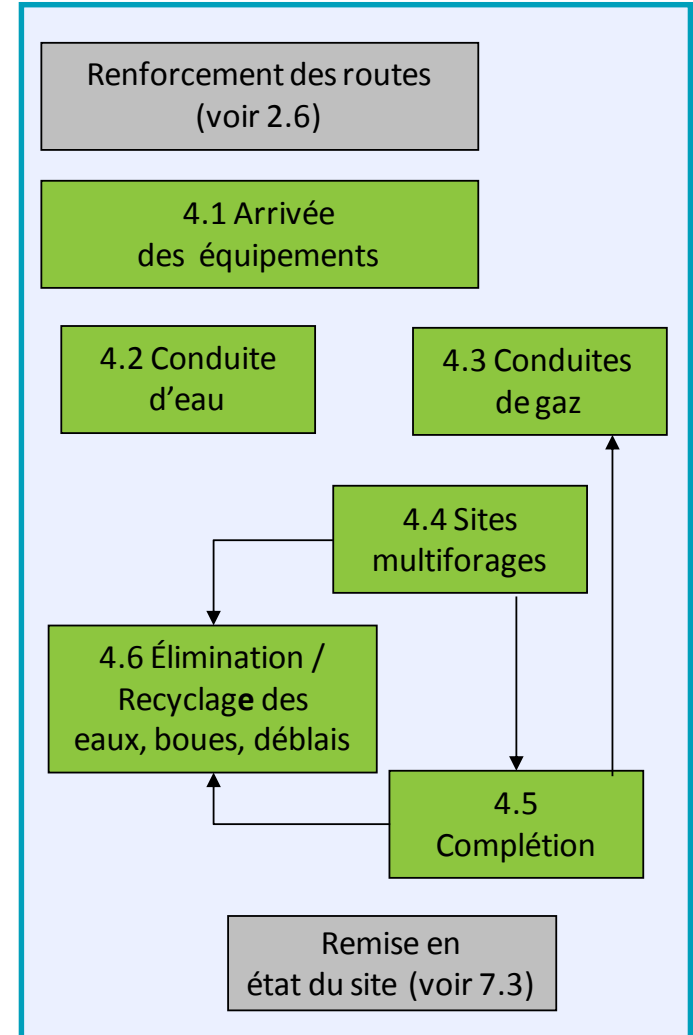 Renforcement des routes
(voir 2.6)
4.1 Arrivée
des équipements
4.2 Conduite
d'eau
4.3 Conduites
de gaz
4.4 Sites
multiforages
4.6 Élimination /
Recyclage des
eaux, boues, déblais
4.5
Complétion
Remise en
état du site (voir 7.3)